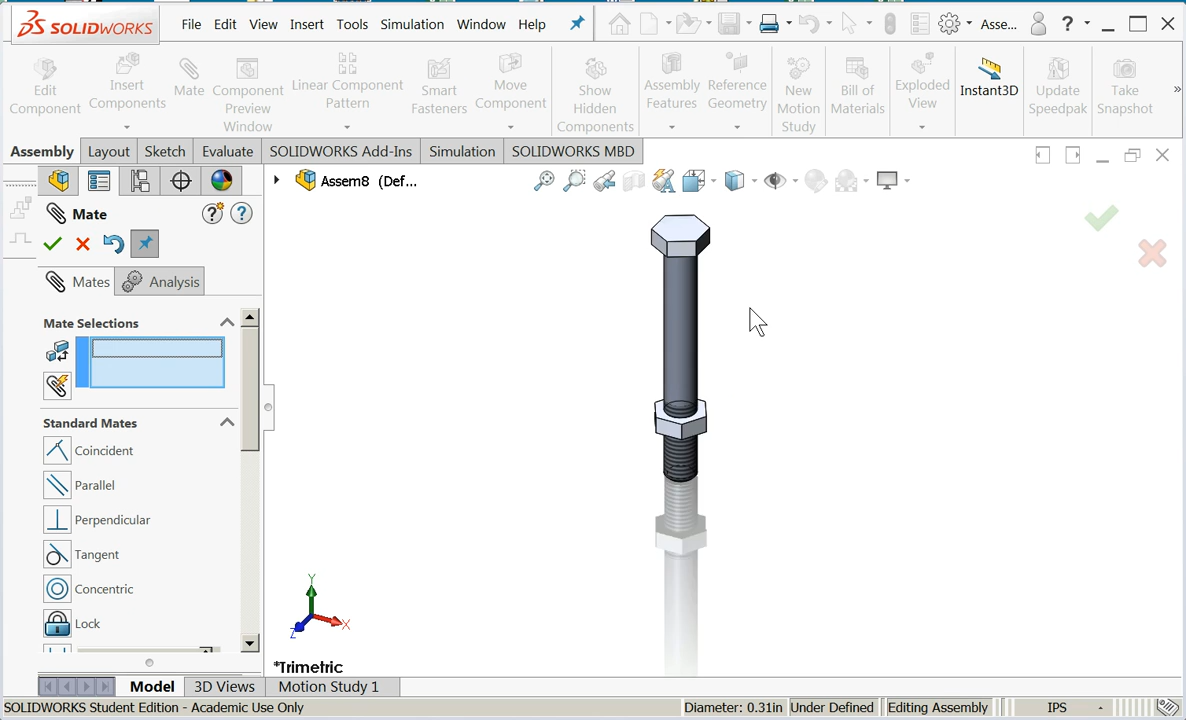 SOLIDWORKS File Edit View Insert Tools Simulation Window Help Asse... ?
Edit Component
Insert Components
Mate
Component Preview Window
Linear Component Pattern
Smart Fasteners
Move Component
Show Hidden Components
Assembly Features
Reference Geometry
New Motion Study
Bill of Materials
Exploded View
Instant3D
Update Speedpak
Take Snapshot
»
Assembly Layout Sketch Evaluate SOLIDWORKS Add-Ins Simulation SOLIDWORKS MBD
Assem8 (Def...
Mate ? ?
Mates Analysis
Mate Selections
Standard Mates
Coincident
Parallel
Perpendicular
Tangent
Concentric
Lock
Y
X
Z
*Trimetric
Model 3D Views Motion Study 1
SOLIDWORKS Student Edition - Academic Use Only Diameter: 0.31in Under Defined Editing Assembly IPS